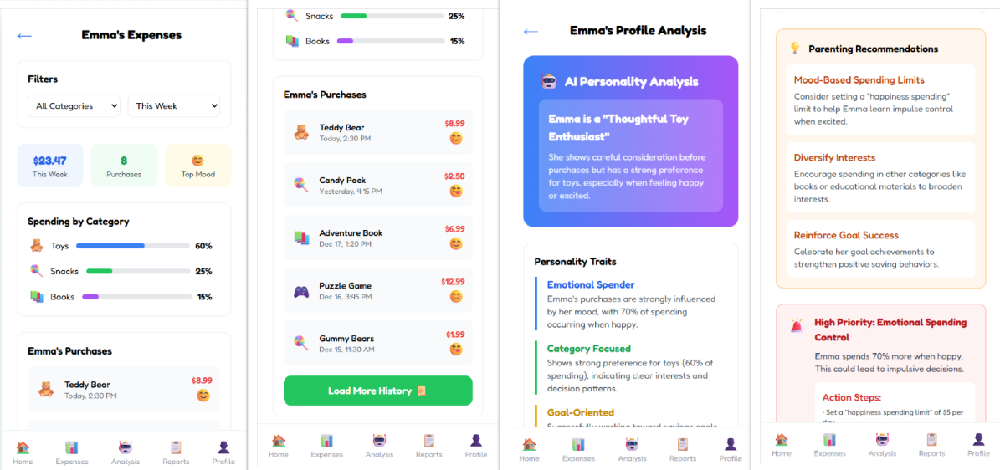 Emma's Expenses
Filters
All Categories
This Week
$23.47
This Week
8
Purchases
Top Mood
Spending by Category
Toys 60%
Snacks 25%
Books 15%
Emma's Purchases
Teddy Bear $8.99
Today, 2:30 PM
Home Expenses Analysis Reports Profile
Snacks 25%
Books 15%
Emma's Purchases
Teddy Bear $8.99
Today, 2:30 PM
Candy Pack $2.50
Yesterday, 4:15 PM
Adventure Book $6.99
Dec 17, 1:20 PM
Puzzle Game $12.99
Dec 16, 3:45 PM
Gummy Bears $1.99
Dec 15, 11:30 AM
Load More History
Home Expenses Analysis Reports Profile
Emma's Profile Analysis
AI Personality Analysis
Emma is a "Thoughtful Toy
Enthusiast"
She shows careful consideration before
purchases but has a strong preference
for toys, especially when feeling happy
or excited.
Personality Traits
Emotional Spender
Emma's purchases are strongly influenced
by her mood, with 70% of spending
occurring when happy.
Category Focused
Shows strong preference for toys (60% of
spending), indicating clear interests and
decision patterns.
Goal-Oriented
Home Expenses Analysis Reports Profile
Parenting Recommendations
Mood-Based Spending Limits
Consider setting a "happiness spending"
limit to help Emma learn impulse control
when excited.
Diversify Interests
Encourage spending in other categories like
books or educational materials to broaden
interests.
Reinforce Goal Success
Celebrate her goal achievements to
strengthen positive saving behaviors.
High Priority: Emotional Spending
Control
Emma spends 70% more when happy.
This could lead to impulsive decisions.
Action Steps:
• Set a "happiness spending limit" of $5 per
Home Expenses Analysis Reports Profile